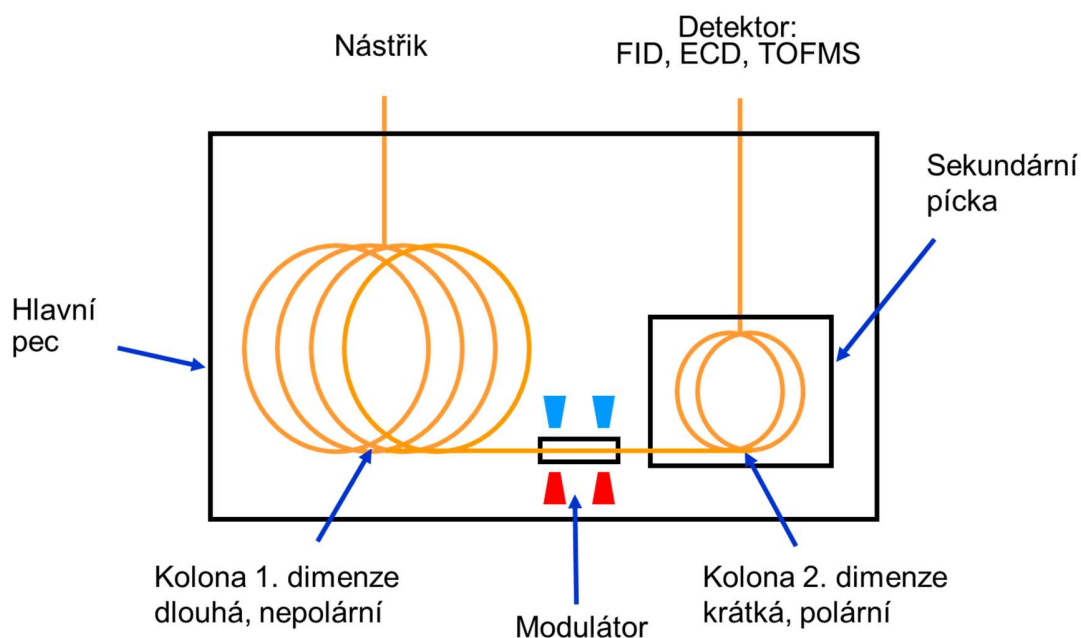 Nástřik
Detektor:
FID, ECD, TOFMS
Sekundární
pícka
Hlavní
pec
Kolona 1. dimenze
dlouhá, nepolární
Modulátor
Kolona 2. dimenze
krátká, polární